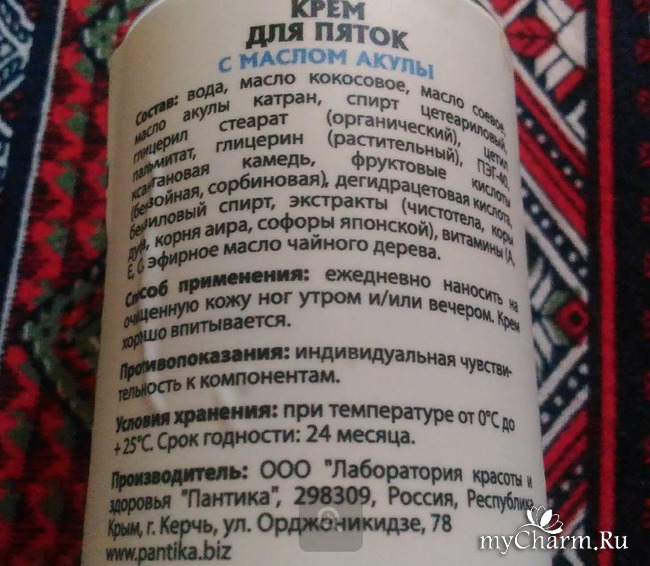 КРЕМ
ДЛЯ ПЯТОК
С МАСЛОМ АКУЛЫ
Состав: вода, масло кокосовое, масло соевое,
масло акулы катран, спирт цетеариловый,
глицерил стеарат (органический), цетил
пальмитат, глицерин (растительный), ПЭГ-40,
ксантановая камедь, фруктовые кислоты
(бензойная, сорбиновая), дегидрацетовая кислота,
бензиловый спирт, экстракты (чистотела, коры
дуба, корня аира, софоры японской), витамины (А,
Е, С), эфирное масло чайного дерева.
Способ применения: ежедневно наносить на
очищенную кожу ног утром и/или вечером. Крем
хорошо впитывается.
Противопоказания: индивидуальная чувстви-
тельность к компонентам.
Условия хранения: при температуре от 0°С до
+25°С. Срок годности: 24 месяца.
Производитель: ООО "Лаборатория красоты и
здоровья "Пантика", 298309, Россия, Республика
Крым, г. Керчь, ул. Орджоникидзе, 78
www.pantika.biz
myCharm.Ru